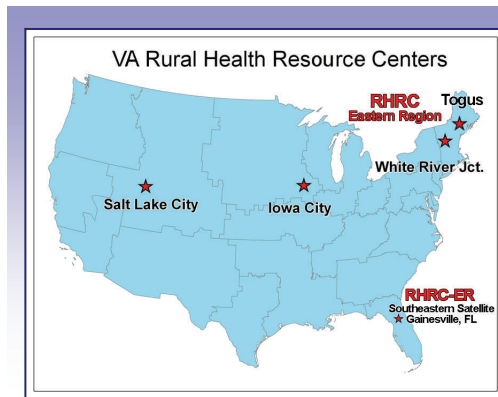 VA Rural Health Resource Centers
RHRC
Eastern Region
Togus
White River Jct.
Salt Lake City
Iowa City
RHRC-ER
Southeastern Satellite
Gainesville, FL